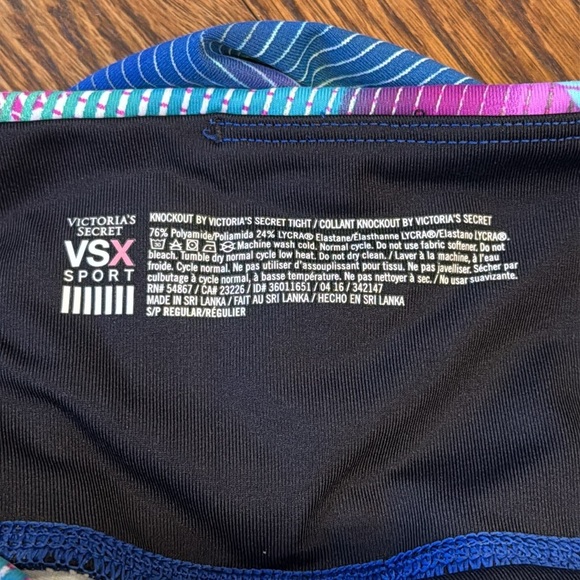 VICTORIA'S
SECRET
VSX
SPORT
KNOCKOUT BY VICTORIA'S SECRET TIGHT / COLLANT KNOCKOUT BY VICTORIA'S SECRET
76% Polyamide/Poliamida 24% LYCRA® Elastane/Élasthanne LYCRA®/Elastano LYCRA®.
Machine wash cold. Normal cycle. Do not use fabric softener. Do not
bleach. Tumble dry normal cycle low heat. Do not dry clean. / Laver à la machine, à l'eau
froide. Cycle normale. Ne pas utiliser d'assouplissant pour tissu. Ne pas javelliser. Sécher par
culbutage à cycle normale, à basse température. Ne pas nettoyer à sec. / No usar suavizante.
RN# 54867 / CA# 23226 / ID# 36011651 / 04 16 / 342147
MADE IN SRI LANKA / FAIT AU SRI LANKA / HECHO EN SRI LANKA
S/P REGULAR/RÉGULIER